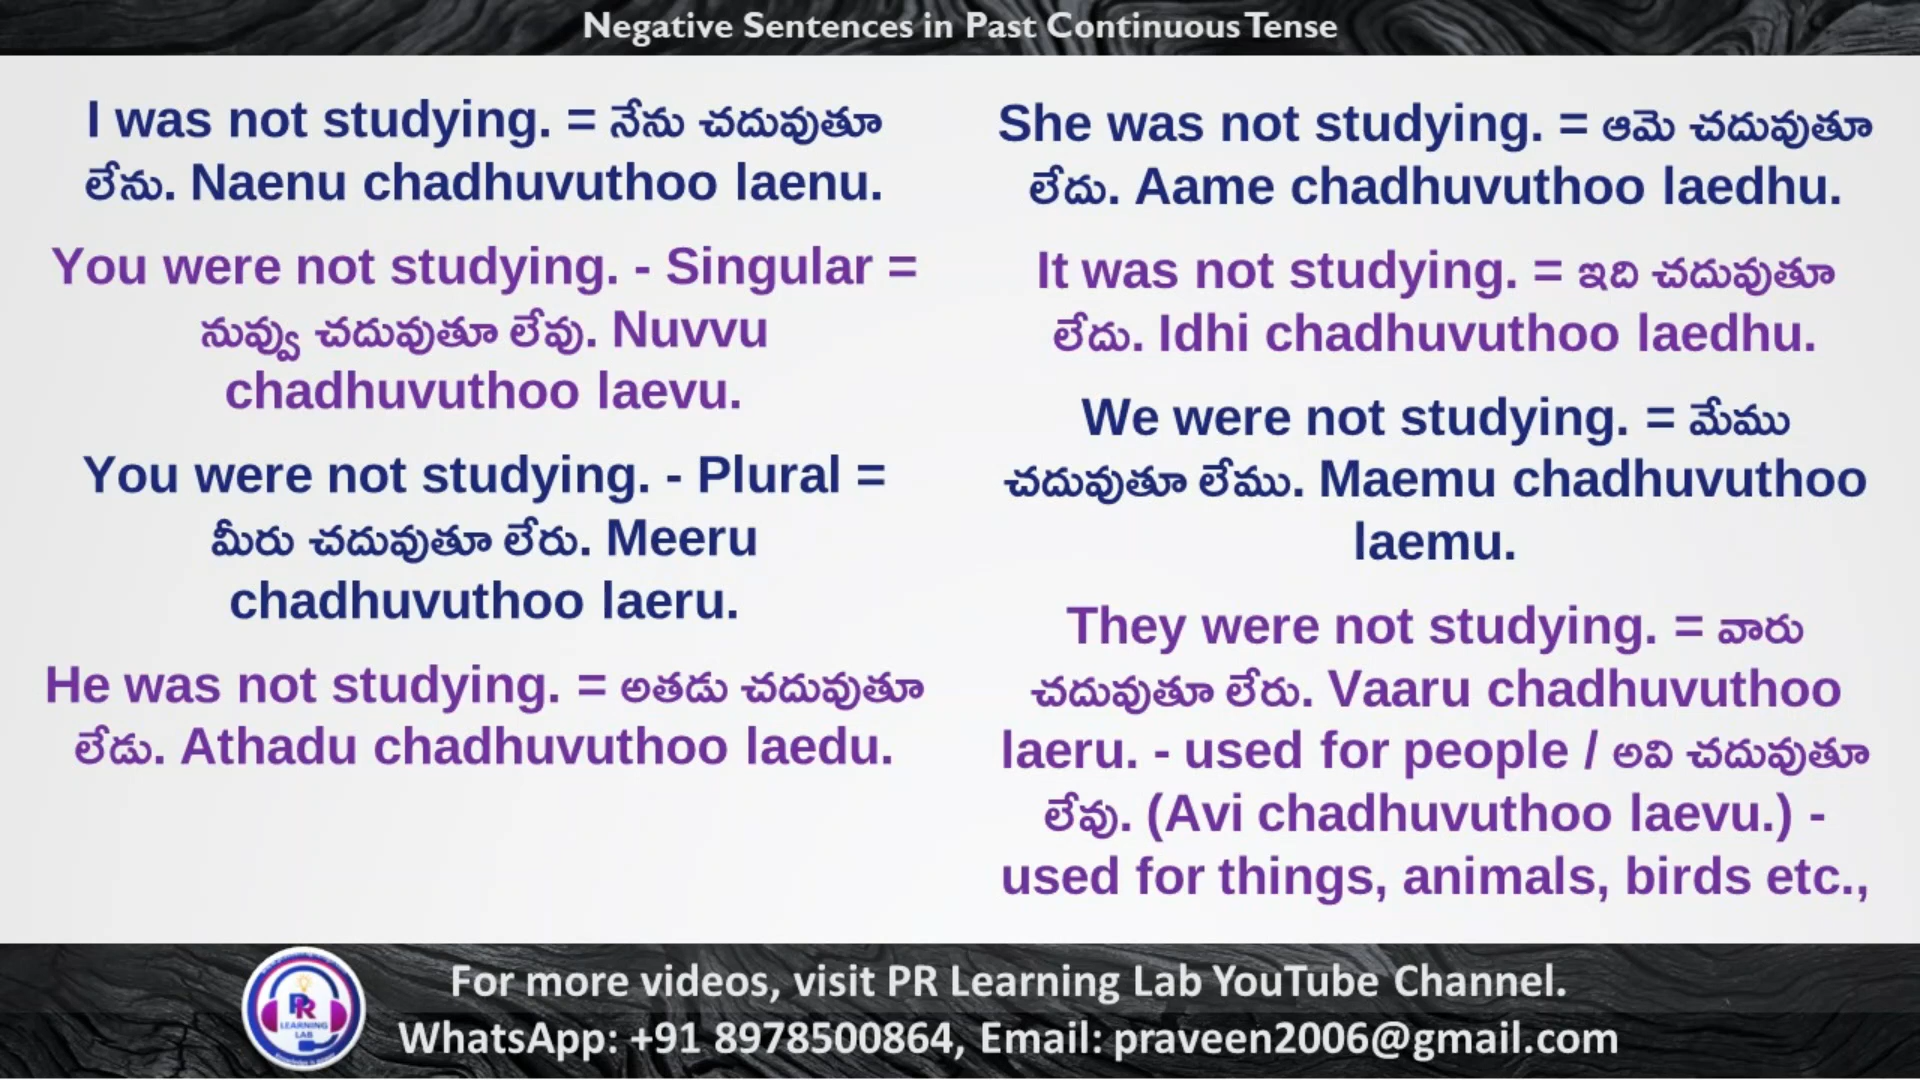 Negative Sentences in Past Continuous Tense
I was not studying. = నేను చదువుతూ
లేను. Naenu chadhuvuthoo laenu.
You were not studying. - Singular =
నువ్వు చదువుతూ లేవు. Nuvvu
chadhuvuthoo laevu.
You were not studying. - Plural =
మీరు చదువుతూ లేరు. Meeru
chadhuvuthoo laeru.
He was not studying. = అతడు చదువుతూ
లేడు. Athadu chadhuvuthoo laedu.
She was not studying. = ఆమె చదువుతూ
లేదు. Aame chadhuvuthoo laedhu.
It was not studying. = ఇది చదువుతూ
లేదు. Idhi chadhuvuthoo laedhu.
We were not studying. = మేము
చదువుతూ లేము. Maemu chadhuvuthoo
laemu.
They were not studying. = వారు
చదువుతూ లేరు. Vaaru chadhuvuthoo
laeru. - used for people / అవి చదువుతూ
లేవు. (Avi chadhuvuthoo laevu.) -
used for things, animals, birds etc.,
PR
LEARNING
LAB
For more videos, visit PR Learning Lab YouTube Channel.
WhatsApp: +91 8978500864, Email: praveen2006@gmail.com